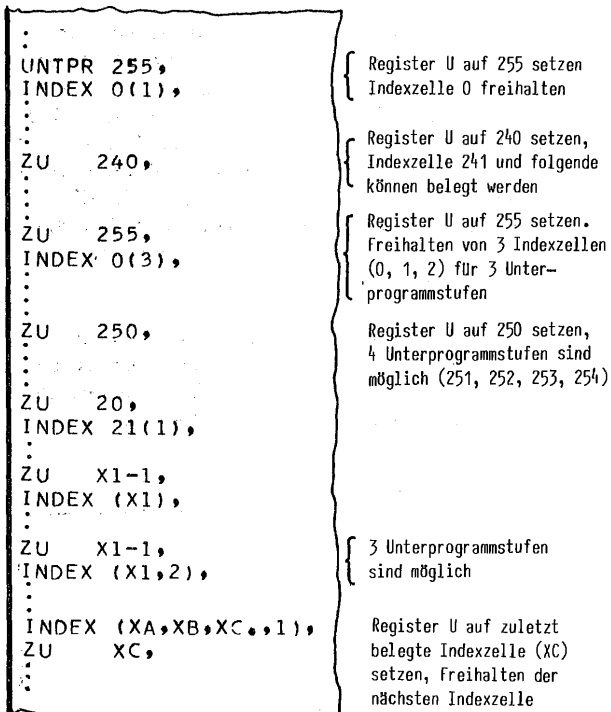 UNTPR 255,
INDEX 0(1),
Register U auf 255 setzen
Indexzelle 0 freihalten
ZU 240,
Register U auf 240 setzen,
Indexzelle 241 und folgende
können belegt werden
ZU 255,
INDEX 0(3),
Register U auf 255 setzen.
Freihalten von 3 Indexzellen
(0, 1, 2) für 3 Unter-
programmstufen
ZU 250,
Register U auf 250 setzen,
4 Unterprogrammstufen sind
möglich (251, 252, 253, 254)
ZU 20,
INDEX 21(1),
ZU X1-1,
INDEX (X1),
ZU X1-1,
INDEX (X1,2),
3 Unterprogrammstufen
sind möglich
INDEX (XA,XB,XC,,1),
ZU XC,
Register U auf zuletzt
belegte Indexzelle (XC)
setzen, Freihalten der
nächsten Indexzelle